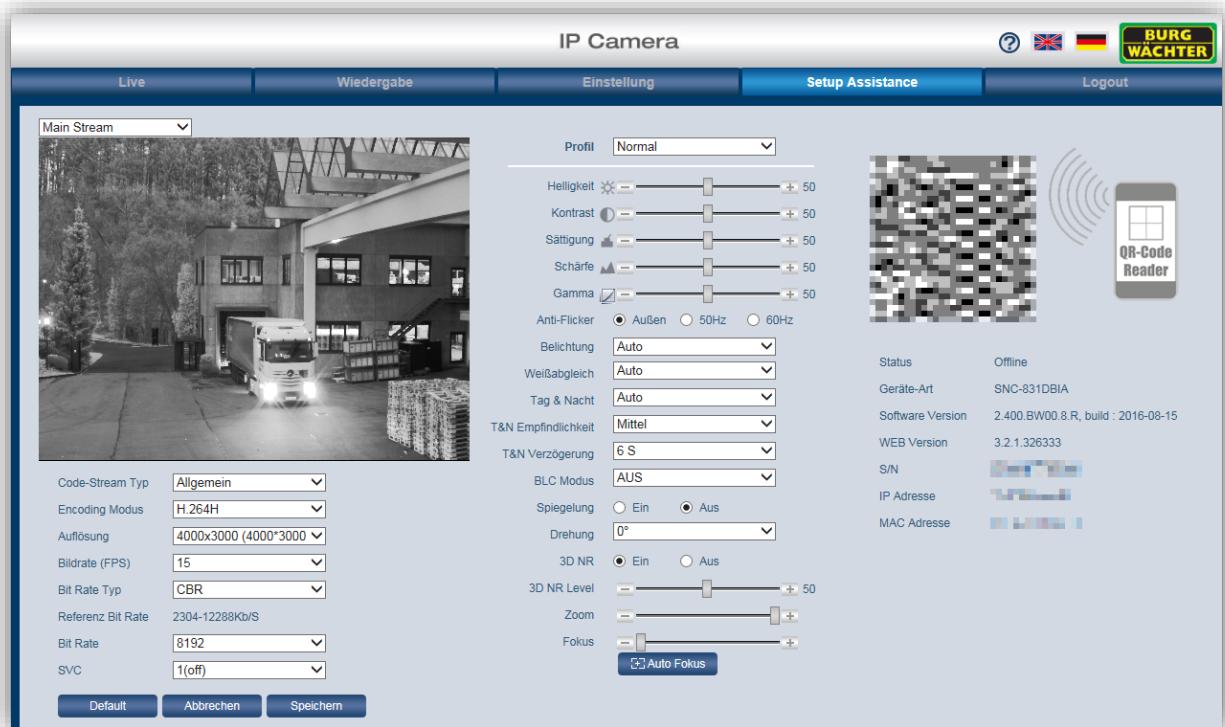 IP Camera
?
BURG
WÄCHTER
Live
Wiedergabe
Einstellung
Setup Assistance
Logout
Main Stream
Code-Stream Typ Allgemein
Encoding Modus H.264H
Auflösung 4000x3000 (4000*3000
Bildrate (FPS) 15
Bit Rate Typ CBR
Referenz Bit Rate 2304-12288Kb/S
Bit Rate 8192
SVC 1(off)
Default Abbrechen Speichern
Profil Normal
Helligkeit 50
Kontrast 50
Sättigung 50
Schärfe 50
Gamma 50
Anti-Flicker Außen 50Hz 60Hz
Belichtung Auto
Weißabgleich Auto
Tag & Nacht Auto
T&N Empfindlichkeit Mittel
T&N Verzögerung 6 S
BLC Modus AUS
Spiegelung Ein Aus
Drehung 0°
3D NR Ein Aus
3D NR Level 50
Zoom
Fokus
Auto Fokus
QR-Code
Reader
Status Offline
Geräte-Art SNC-831DBIA
Software Version 2.400.BW00.8.R, build : 2016-08-15
WEB Version 3.2.1.326333
S/N
IP Adresse
MAC Adresse